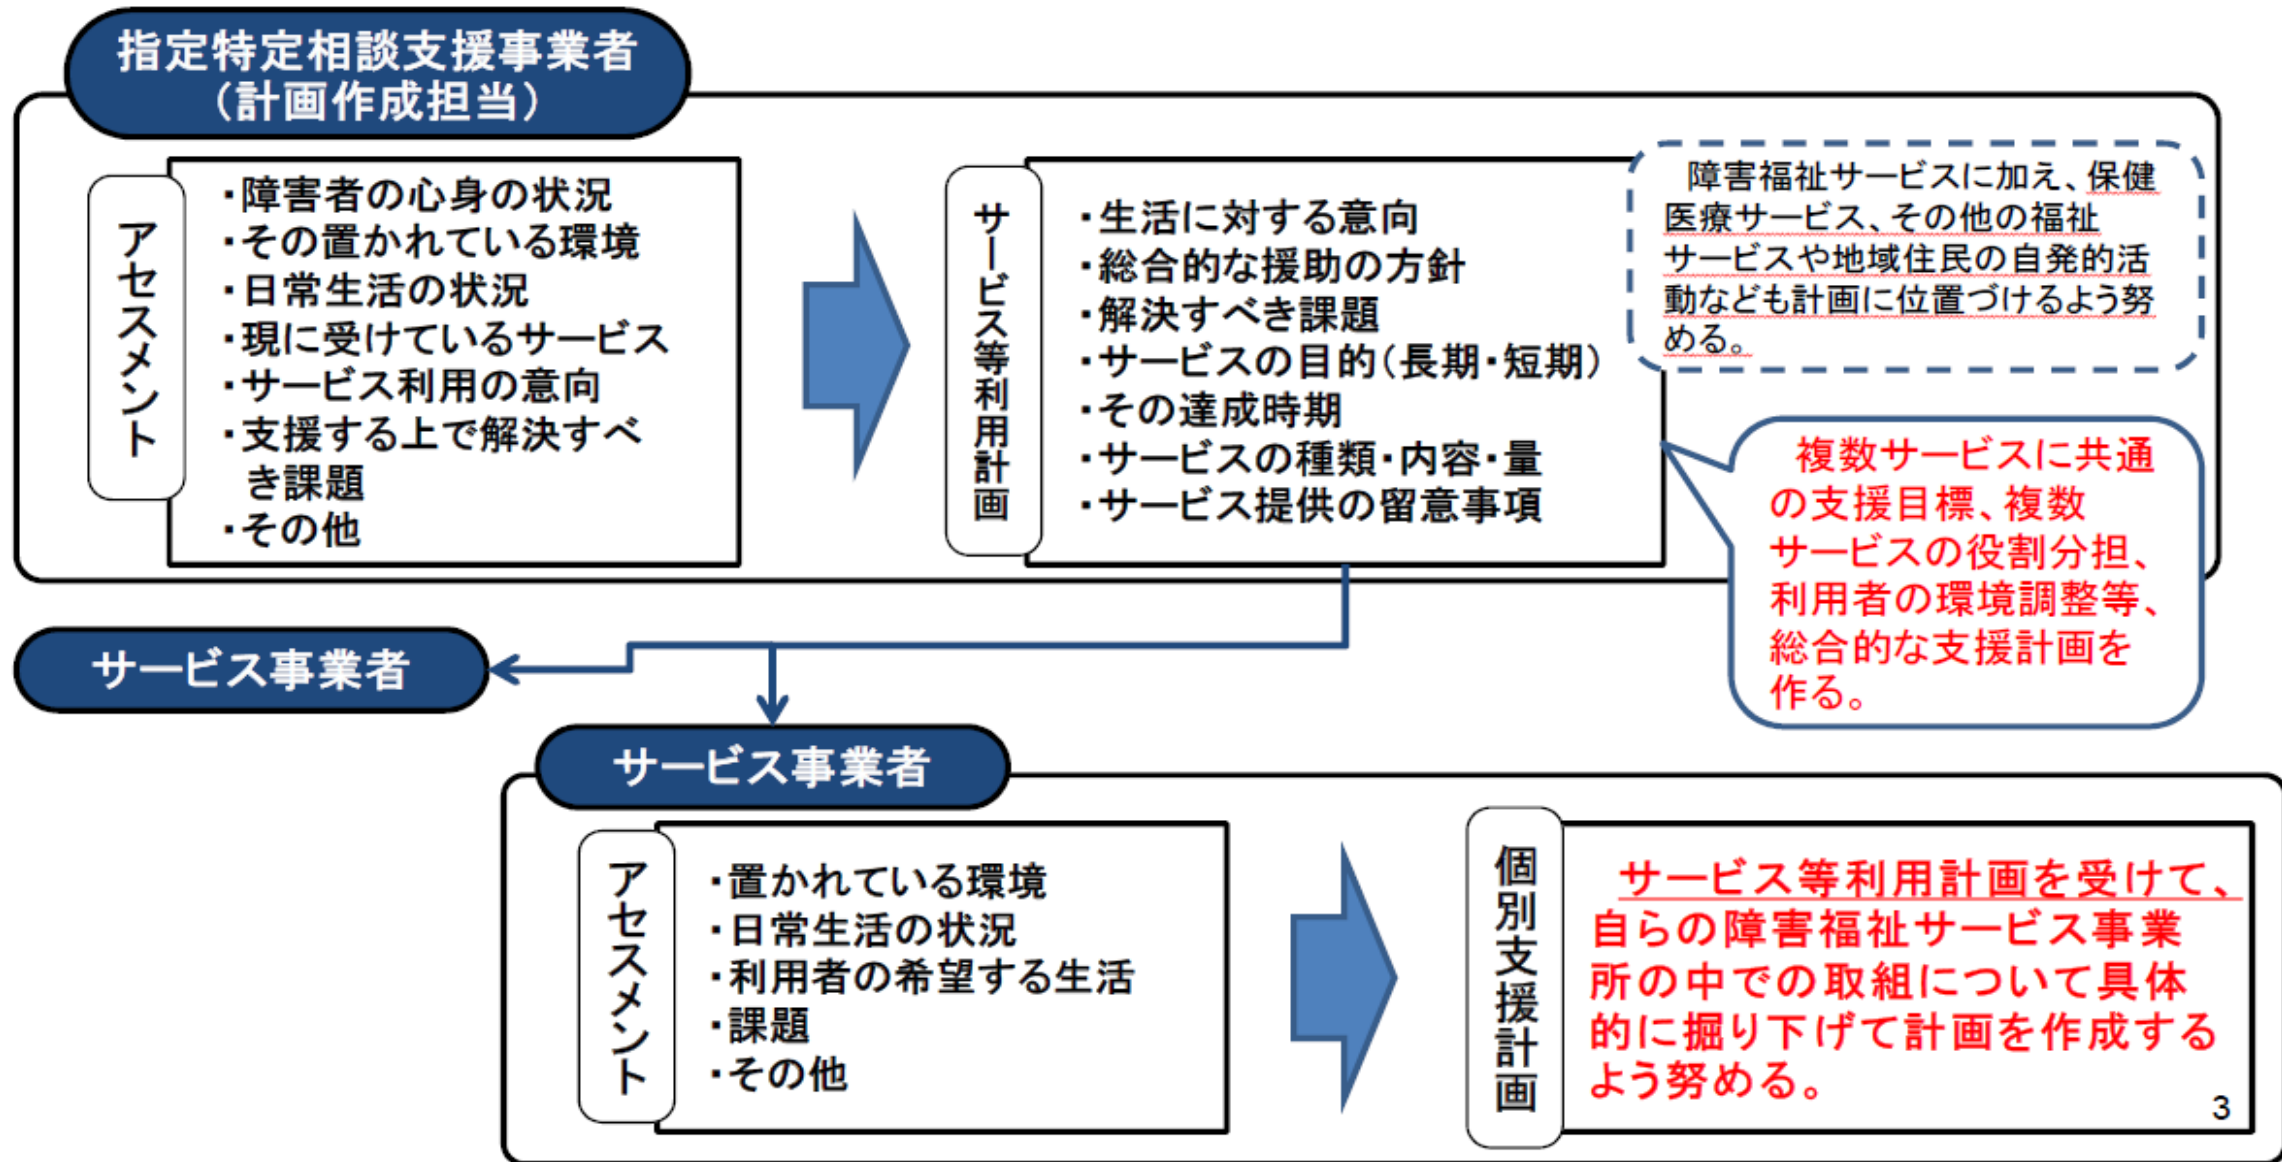 指定特定相談支援事業者
（計画作成担当）
アセスメント
・障害者の心身の状況
・その置かれている環境
・日常生活の状況
・現に受けているサービス
・サービス利用の意向
・支援する上で解決すべ
き課題
・その他
サービス等利用計画
・生活に対する意向
・総合的な援助の方針
・解決すべき課題
・サービスの目的（長期・短期）
・その達成時期
・サービスの種類・内容・量
・サービス提供の留意事項
障害福祉サービスに加え、保健
医療サービス、その他の福祉
サービスや地域住民の自発的活
動なども計画に位置づけるよう努
める。
複数サービスに共通
の支援目標、複数
サービスの役割分担、
利用者の環境調整等、
総合的な支援計画を
作る。
サービス事業者
サービス事業者
アセスメント
・置かれている環境
・日常生活の状況
・利用者の希望する生活
・課題
・その他
個別支援計画
サービス等利用計画を受けて、
自らの障害福祉サービス事業
所の中での取組について具体
的に掘り下げて計画を作成する
よう努める。
3